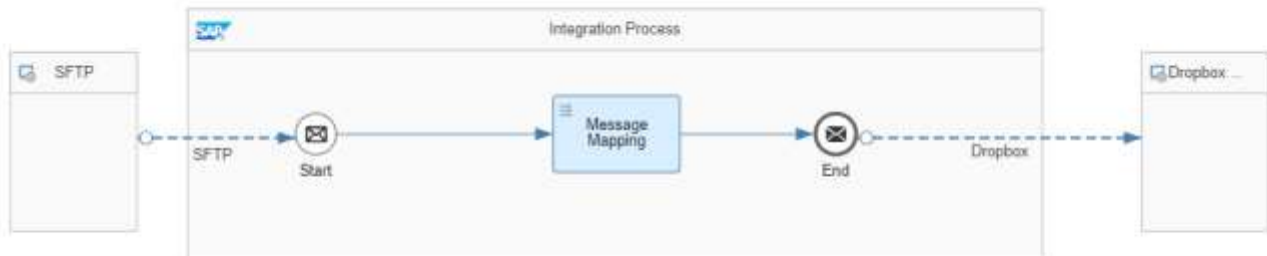 SAP
Integration Process
SFTP
Dropbox ...
Message
Mapping
SFTP
Start
End
Dropbox